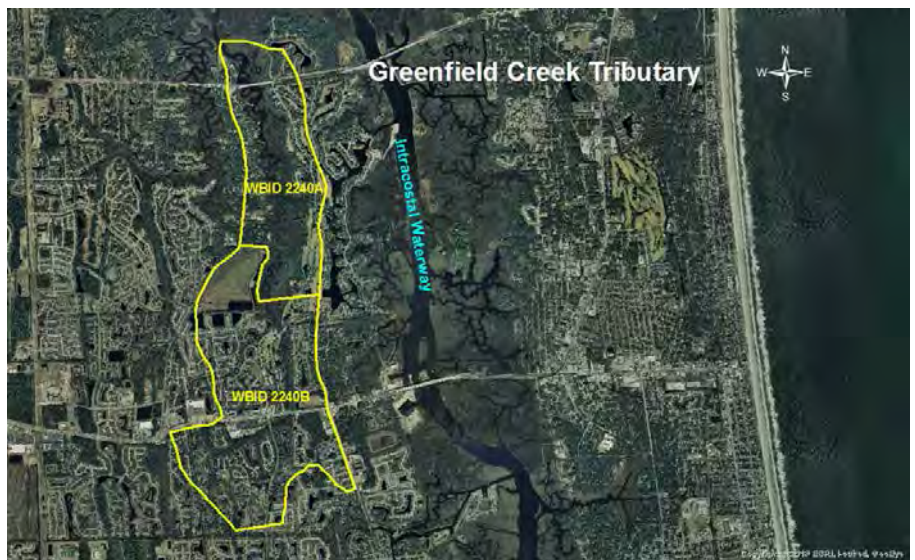 Greenfield Creek Tributary
N
W E
S
Intracostal Waterway
WBID 2240A
WBID 2240B